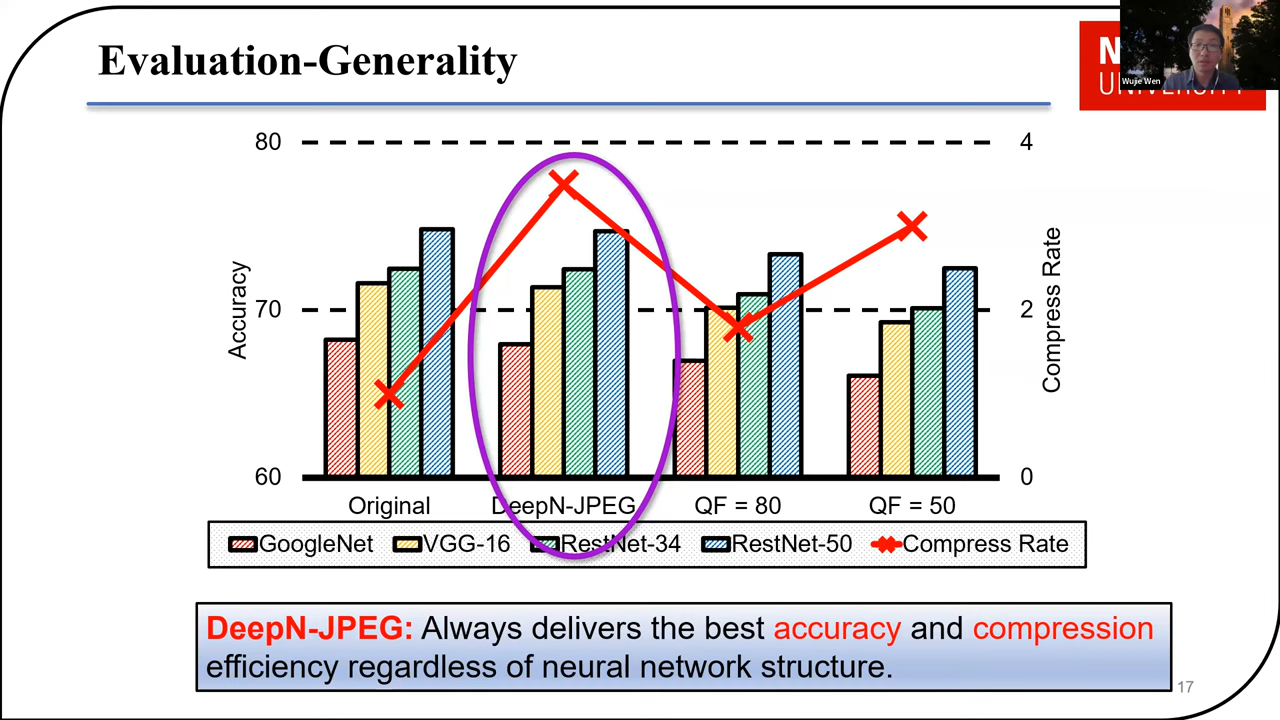 Evaluation-Generality
N
UNIVERSITY
Wujie Wen
80
4
Accuracy
70
2
Compress Rate
60
0
Original
DeepN-JPEG
QF = 80
QF = 50
GoogleNet
VGG-16
RestNet-34
RestNet-50
Compress Rate
DeepN-JPEG: Always delivers the best accuracy and compression
efficiency regardless of neural network structure.
17